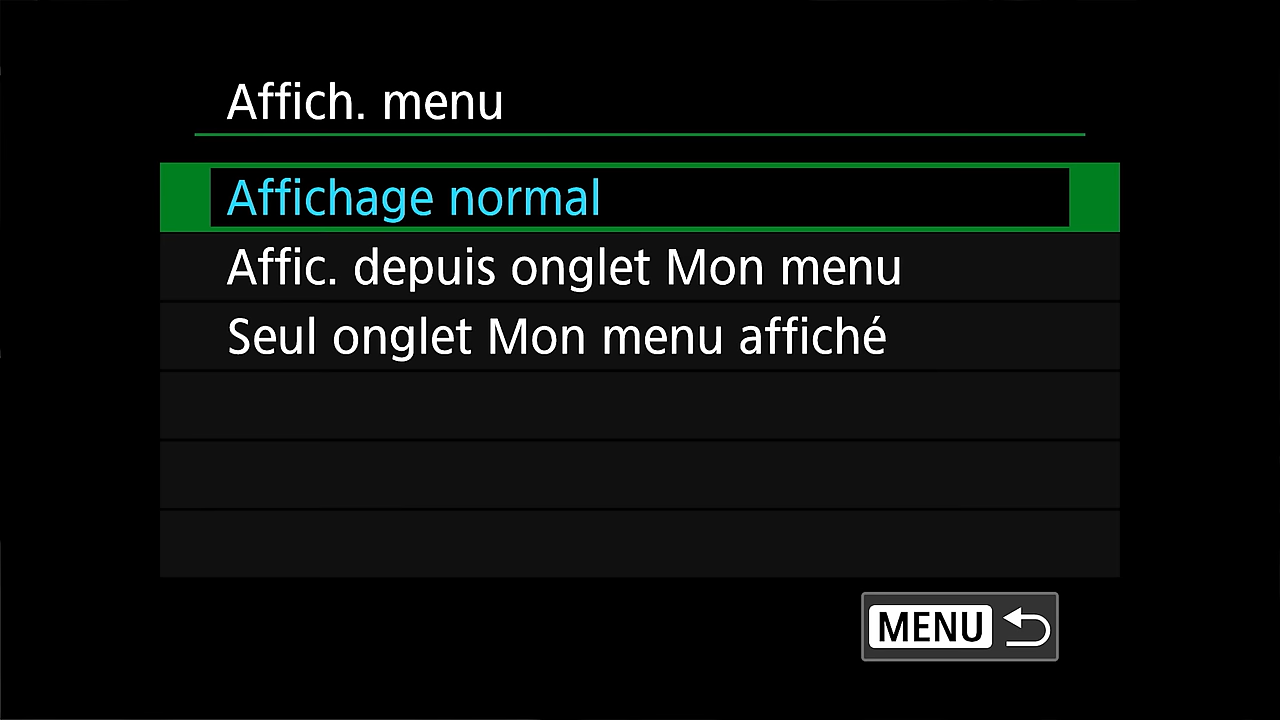 Affich. menu
Affichage normal
Affic. depuis onglet Mon menu
Seul onglet Mon menu affiché
MENU